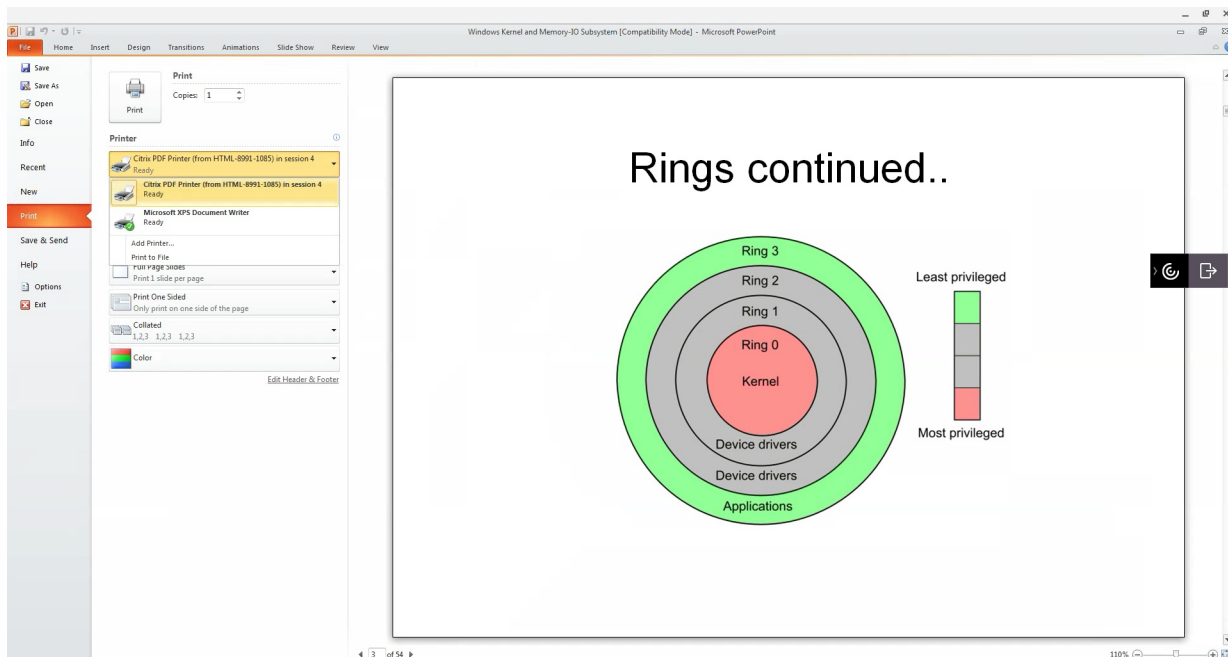 Windows Kernel and Memory-IO Subsystem [Compatibility Mode] - Microsoft PowerPoint
File Home Insert Design Transitions Animations Slide Show Review View
Save
Save As
Open
Close
Info
Recent
New
Print
Save & Send
Help
Options
Exit
Print
Print
Copies: 1
Printer
Citrix PDF Printer (from HTML-8991-1085) in session 4
Ready
Citrix PDF Printer (from HTML-8991-1085) in session 4
Ready
Microsoft XPS Document Writer
Ready
Add Printer...
Print to File
Full Page Slides
Print 1 slide per page
Print One Sided
Only print on one side of the page
Collated
1,2,3 1,2,3 1,2,3
Color
Edit Header & Footer
Rings continued..
Ring 3
Ring 2
Ring 1
Ring 0
Kernel
Device drivers
Device drivers
Applications
Least privileged
Most privileged
3 of 54
110%